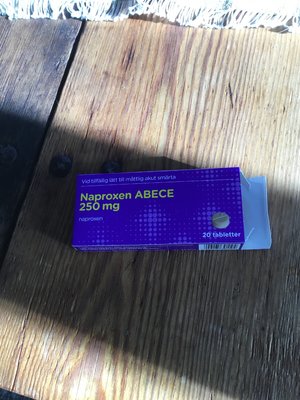 Vid tillfällig lätt till måttlig akut smärta
Naproxen ABECE
250 mg
naproxen
20 tabletter